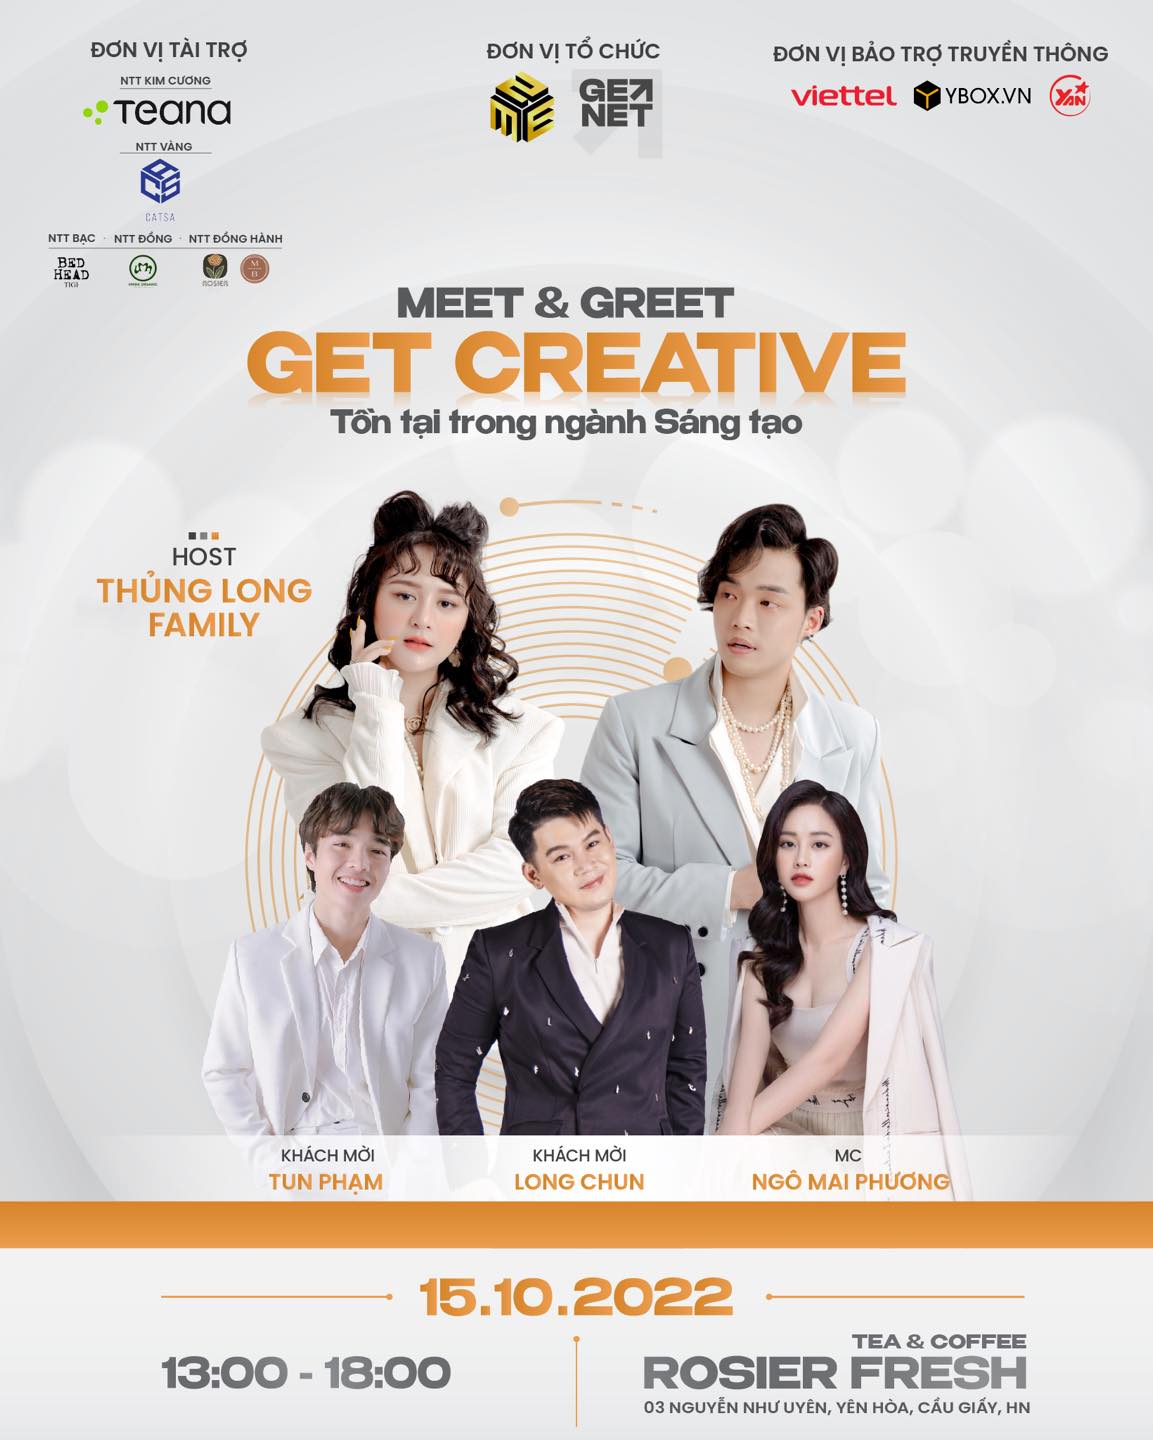 ĐƠN VỊ TÀI TRỢ
NTT KIM CƯƠNG
Teana
NTT VÀNG
CATSA
NTT BẠC · NTT ĐỒNG · NTT ĐỒNG HÀNH
BED
HEAD
TIGI
ROSIER
M
B
ĐƠN VỊ TỔ CHỨC
GET
NET
ĐƠN VỊ BẢO TRỢ TRUYỀN THÔNG
viettel
YBOX.VN
YAN
MEET & GREET
GET CREATIVE
Tồn tại trong ngành Sáng tạo
HOST
THỦNG LONG
FAMILY
KHÁCH MỜI
TUN PHẠM
KHÁCH MỜI
LONG CHUN
MC
NGÔ MAI PHƯƠNG
15.10.2022
13:00 - 18:00
TEA & COFFEE
ROSIER FRESH
03 NGUYỄN NHƯ UYÊN, YÊN HÒA, CẦU GIẤY, HN